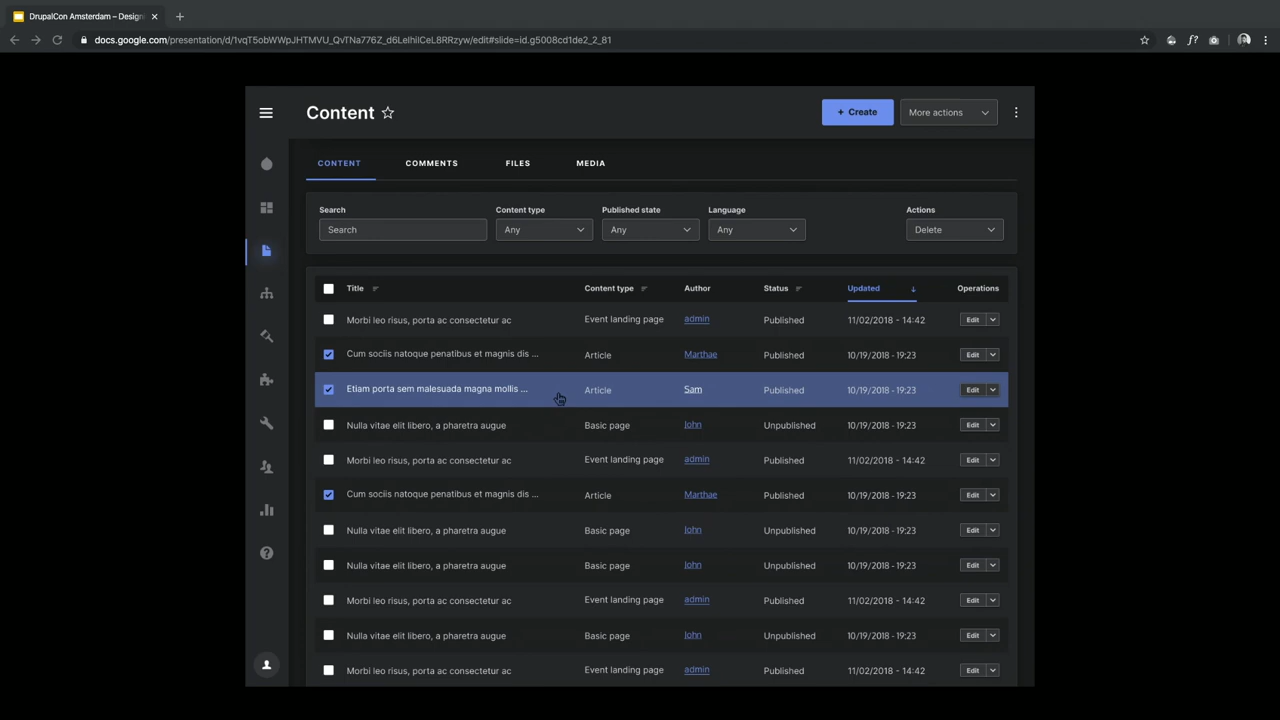 DrupalCon Amsterdam – Designi
docs.google.com/presentation/d/1vqT5obWWpJHTMVU_QvTNa776Z_d6LelhiICeL8RRzyw/edit#slide=id.g5008cd1de2_2_81
Content
+ Create
More actions
CONTENT COMMENTS FILES MEDIA
Search Content type Published state Language Actions
Search Any Any Any Delete
Title Content type Author Status Updated Operations
Morbi leo risus, porta ac consectetur ac Event landing page admin Published 11/02/2018 - 14:42 Edit
Cum sociis natoque penatibus et magnis dis ... Article Marthae Published 10/19/2018 - 19:23 Edit
Etiam porta sem malesuada magna mollis ... Article Sam Published 10/19/2018 - 19:23 Edit
Nulla vitae elit libero, a pharetra augue Basic page John Unpublished 10/19/2018 - 19:23 Edit
Morbi leo risus, porta ac consectetur ac Event landing page admin Published 11/02/2018 - 14:42 Edit
Cum sociis natoque penatibus et magnis dis ... Article Marthae Published 10/19/2018 - 19:23 Edit
Nulla vitae elit libero, a pharetra augue Basic page John Unpublished 10/19/2018 - 19:23 Edit
Nulla vitae elit libero, a pharetra augue Basic page John Unpublished 10/19/2018 - 19:23 Edit
Morbi leo risus, porta ac consectetur ac Event landing page admin Published 11/02/2018 - 14:42 Edit
Nulla vitae elit libero, a pharetra augue Basic page John Unpublished 10/19/2018 - 19:23 Edit
Morbi leo risus, porta ac consectetur ac Event landing page admin Published 11/02/2018 - 14:42 Edit